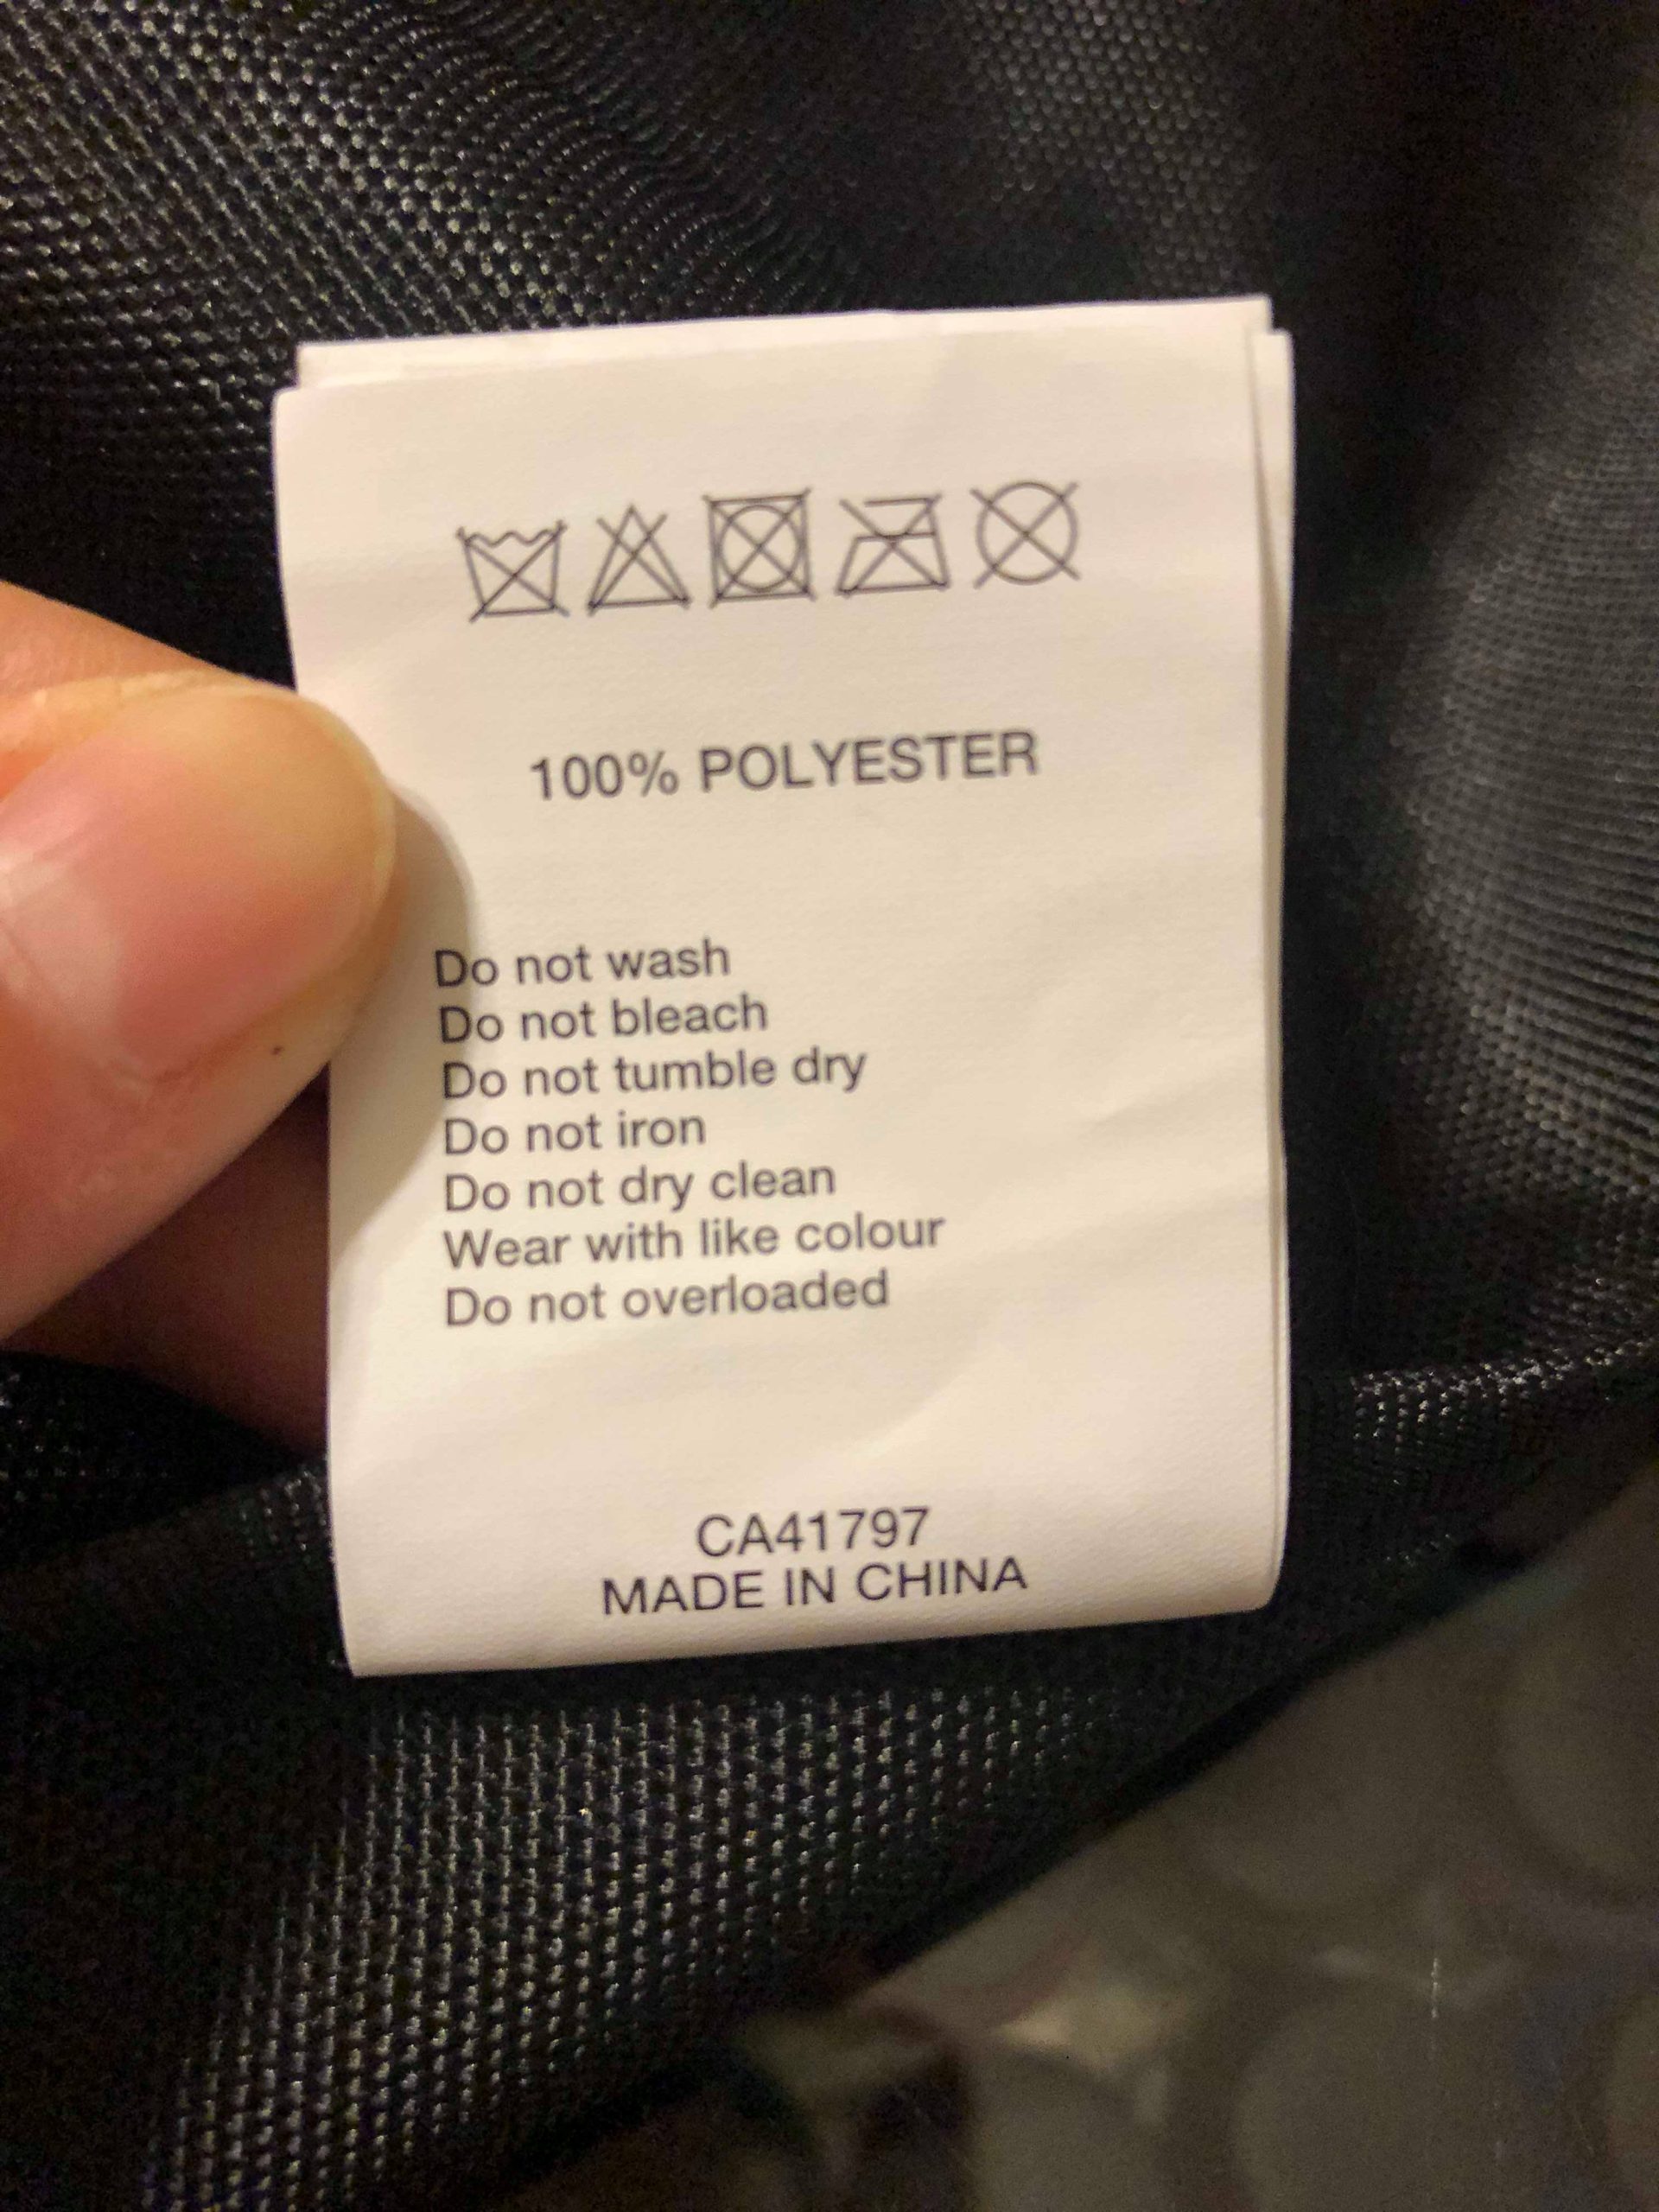 100% POLYESTER
Do not wash
Do not bleach
Do not tumble dry
Do not iron
Do not dry clean
Wear with like colour
Do not overloaded
CA41797
MADE IN CHINA